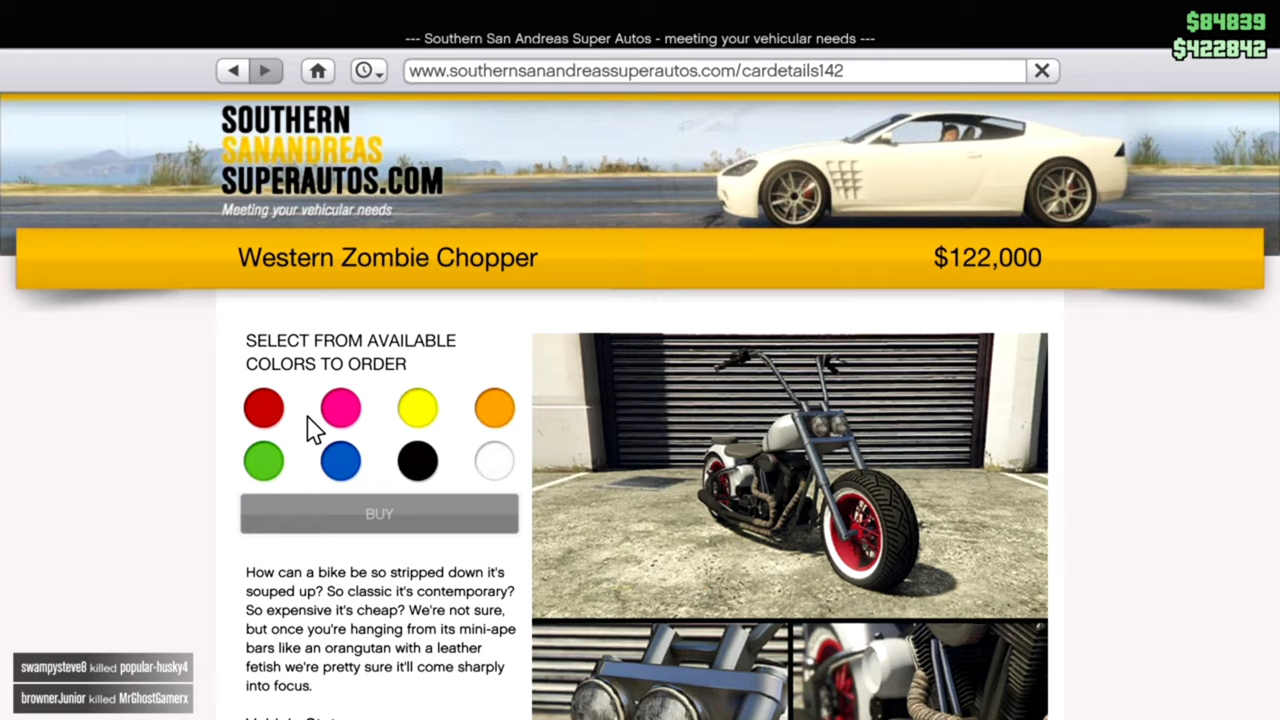 $84839
--- Southern San Andreas Super Autos - meeting your vehicular needs ---
$422842
www.southernsanandreassuperautos.com/cardetails142
SOUTHERN
SANANDREAS
SUPERAUTOS.COM
Meeting your vehicular needs
Western Zombie Chopper $122,000
SELECT FROM AVAILABLE
COLORS TO ORDER
BUY
How can a bike be so stripped down it's
souped up? So classic it's contemporary?
So expensive it's cheap? We're not sure,
but once you're hanging from its mini-ape
bars like an orangutan with a leather
fetish we're pretty sure it'll come sharply
into focus.
swampysteve8 killed popular-husky4
brownerJunior killed MrGhostGamerx